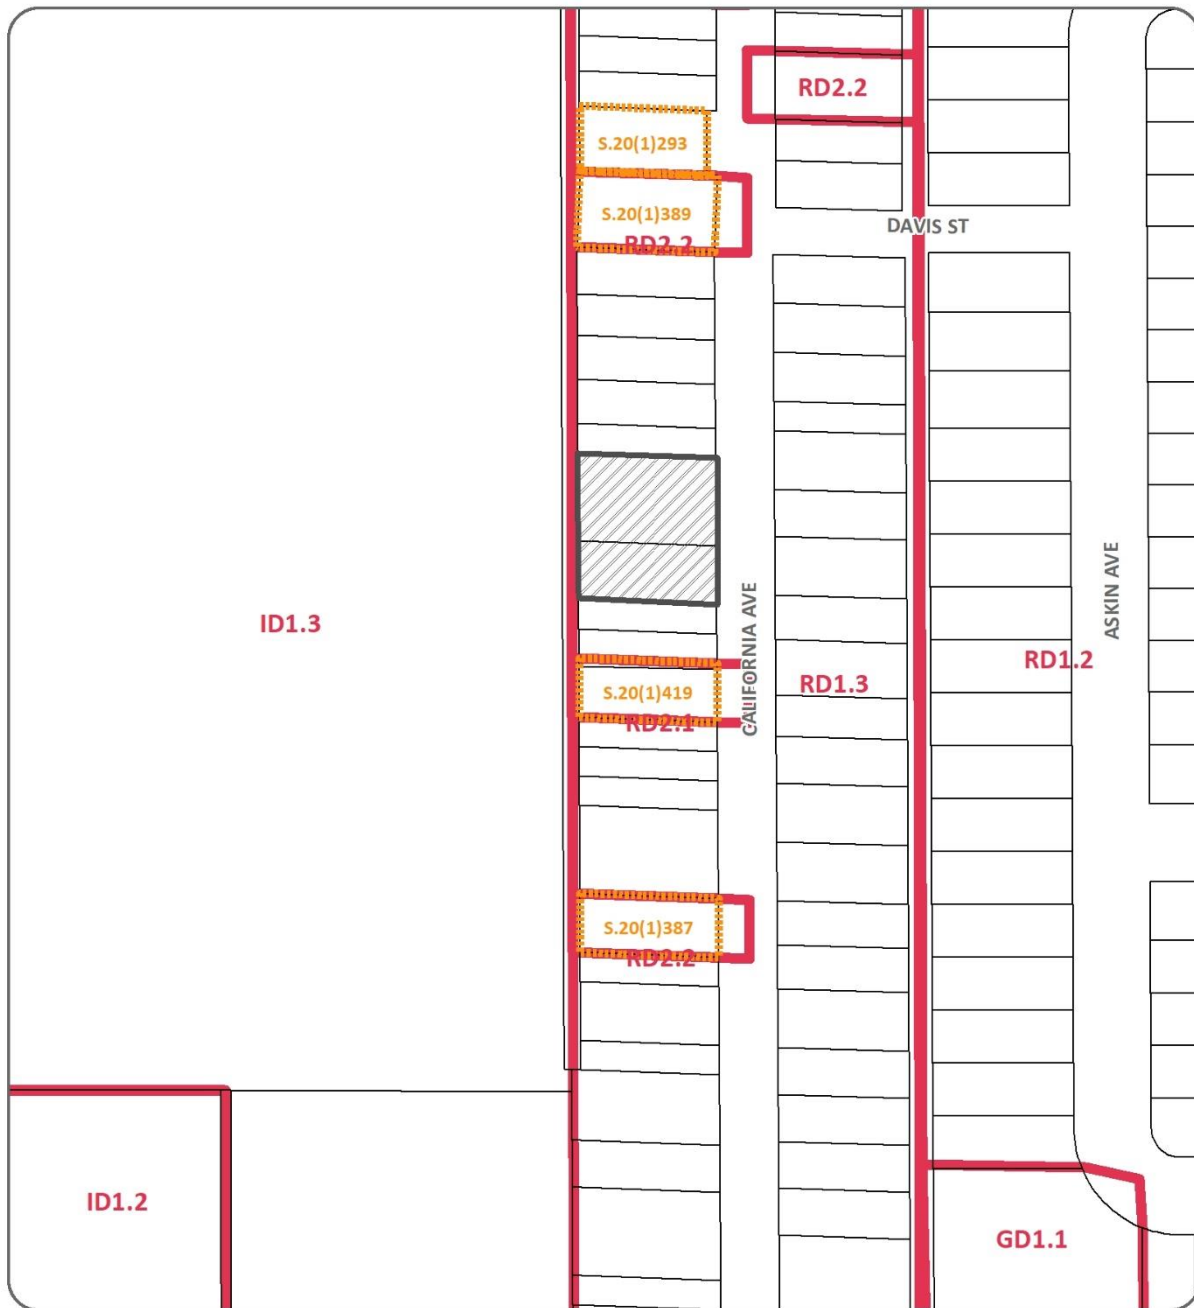 RD2.2
S.20(1)293
S.20(1)389
RD2.2
DAVIS ST
ID1.3
CALIFORNIA AVE
ASKIN AVE
RD1.2
RD1.3
S.20(1)419
RD2.1
S.20(1)387
RD2.2
ID1.2
GD1.1